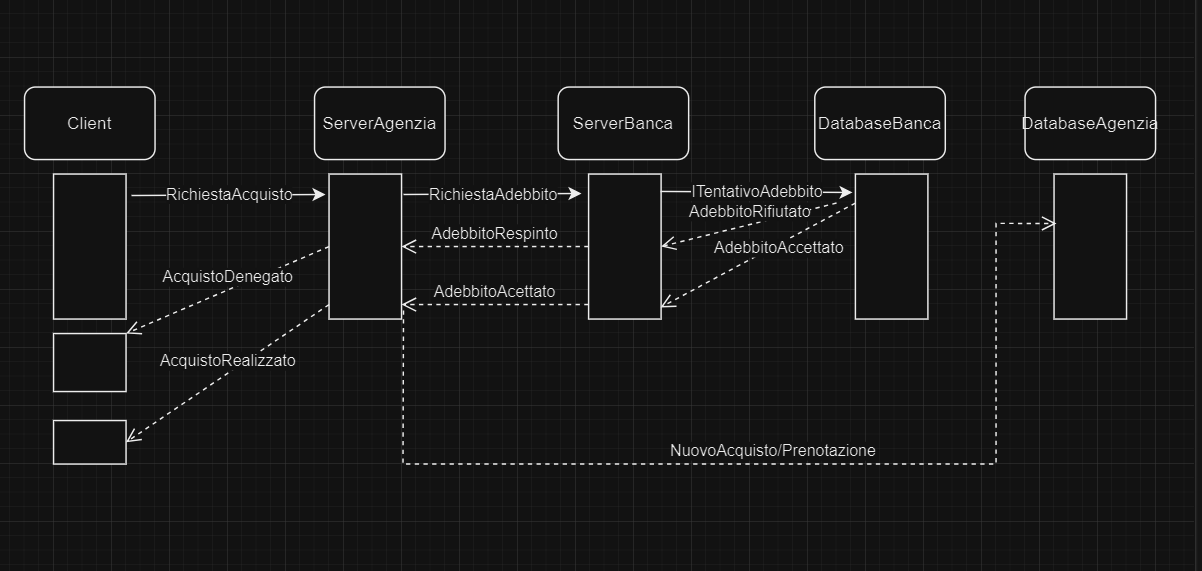 Client
ServerAgenzia
ServerBanca
DatabaseBanca
DatabaseAgenzia
RichiestaAcquisto
RichiestaAdebbito
ITentativoAdebbito
AdebbitoRifiutato
AdebbitoRespinto
AdebbitoAccettato
AcquistoDenegato
AdebbitoAcettato
AcquistoRealizzato
NuovoAcquisto/Prenotazione